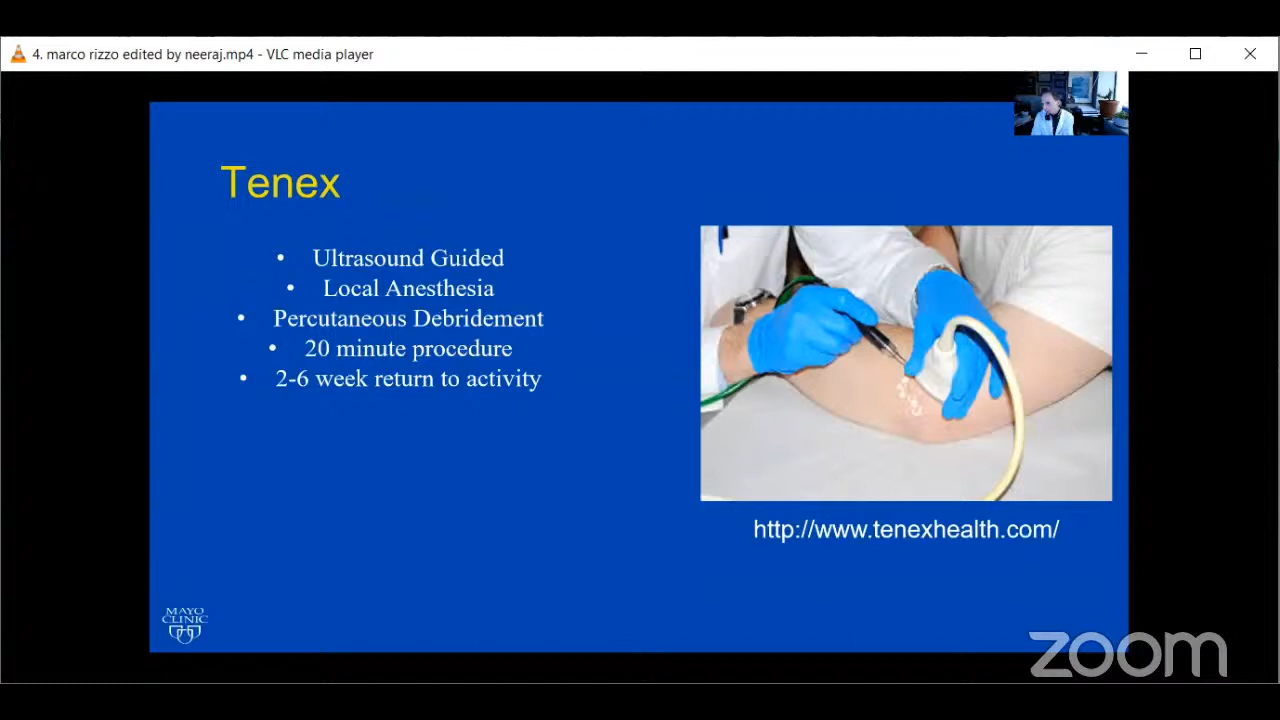 4. marco rizzo edited by neeraj.mp4 - VLC media player
Tenex
• Ultrasound Guided
• Local Anesthesia
• Percutaneous Debridement
• 20 minute procedure
• 2-6 week return to activity
http://www.tenexhealth.com/
MAYO
CLINIC
zoom